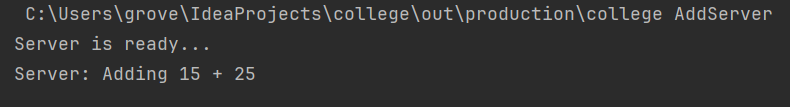 C:\Users\grove\IdeaProjects\college\out\production\college AddServer
Server is ready...
Server: Adding 15 + 25